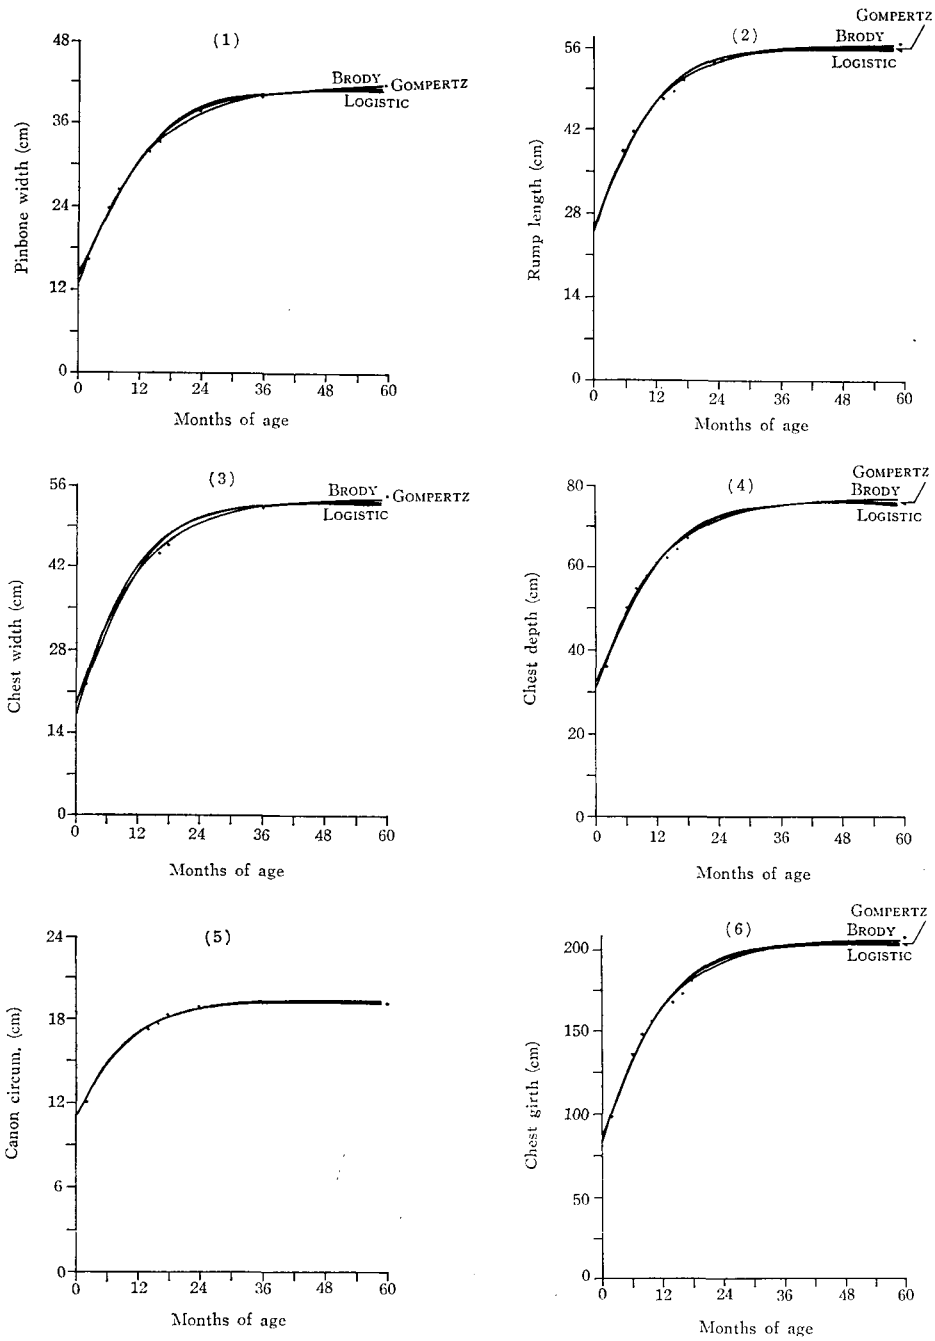 (1)
48
36
24
12
0
Pinbone width (cm)
BRODY
GOMPERTZ
LOGISTIC
0 12 24 36 48 60
Months of age
(2)
GOMPERTZ
BRODY
LOGISTIC
56
42
28
14
0
Rump length (cm)
0 12 24 36 48 60
Months of age
(3)
56
42
28
14
0
Chest width (cm)
BRODY
GOMPERTZ
LOGISTIC
0 12 24 36 48 60
Months of age
(4)
GOMPERTZ
BRODY
LOGISTIC
80
60
40
20
0
Chest depth (cm)
0 12 24 36 48 60
Months of age
(5)
24
18
12
6
0
Canon circum. (cm)
0 12 24 36 48 60
Months of age
(6)
GOMPERTZ
BRODY
LOGISTIC
200
150
100
50
0
Chest girth (cm)
0 12 24 36 48 60
Months of age